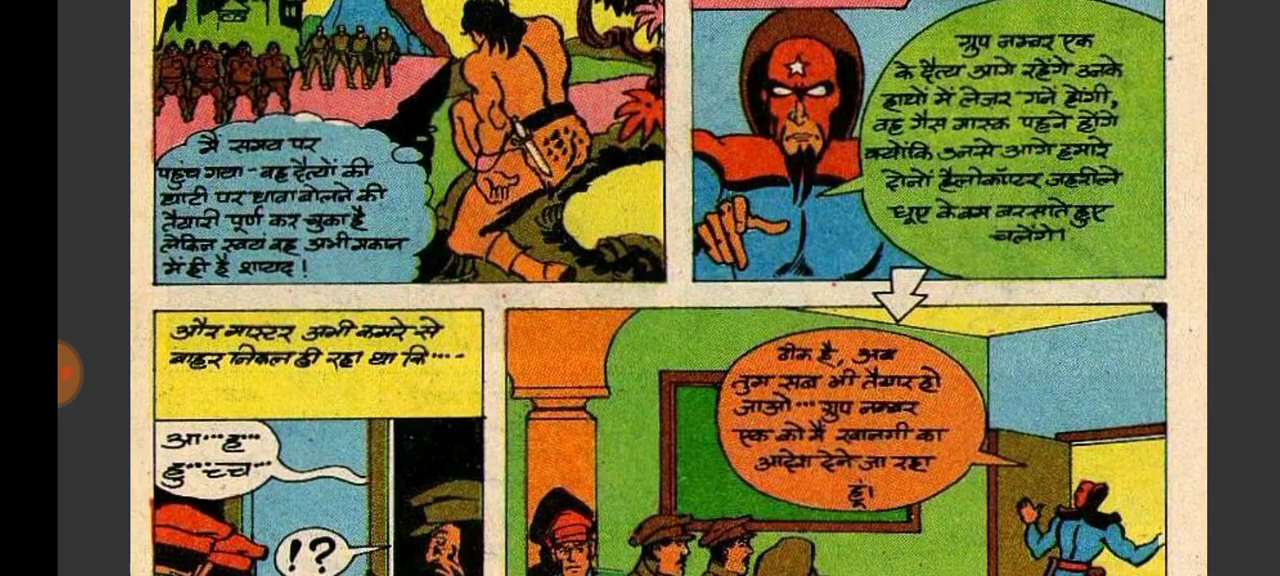 मैं समय पर
पहुंच गया - वह दैत्यों की
घाटी पर धावा बोलने की
तैयारी पूर्ण कर चुका है
लेकिन स्वयं वह अभी मकान
में ही है शायद!
ग्रुप नम्बर एक
के दैत्य आगे रहेंगे उनके
हाथों में लेजर गनें होंगी,
वह गैस मास्क पहने होंगे
क्योंकि उनसे आगे हमारे
दोनों हैलीकॉप्टर जहरीले
धूएं के बम बरसाते हुए
चलेंगे।
और मास्टर अभी कमरे से
बाहर निकल ही रहा था कि....
आ...ह...
हु...च्च...
!?
ठीक है, अब
तुम सब भी तैयार हो
जाओ... ग्रुप नम्बर
एक को मैं रवानगी का
आदेश देने जा रहा
हूं।